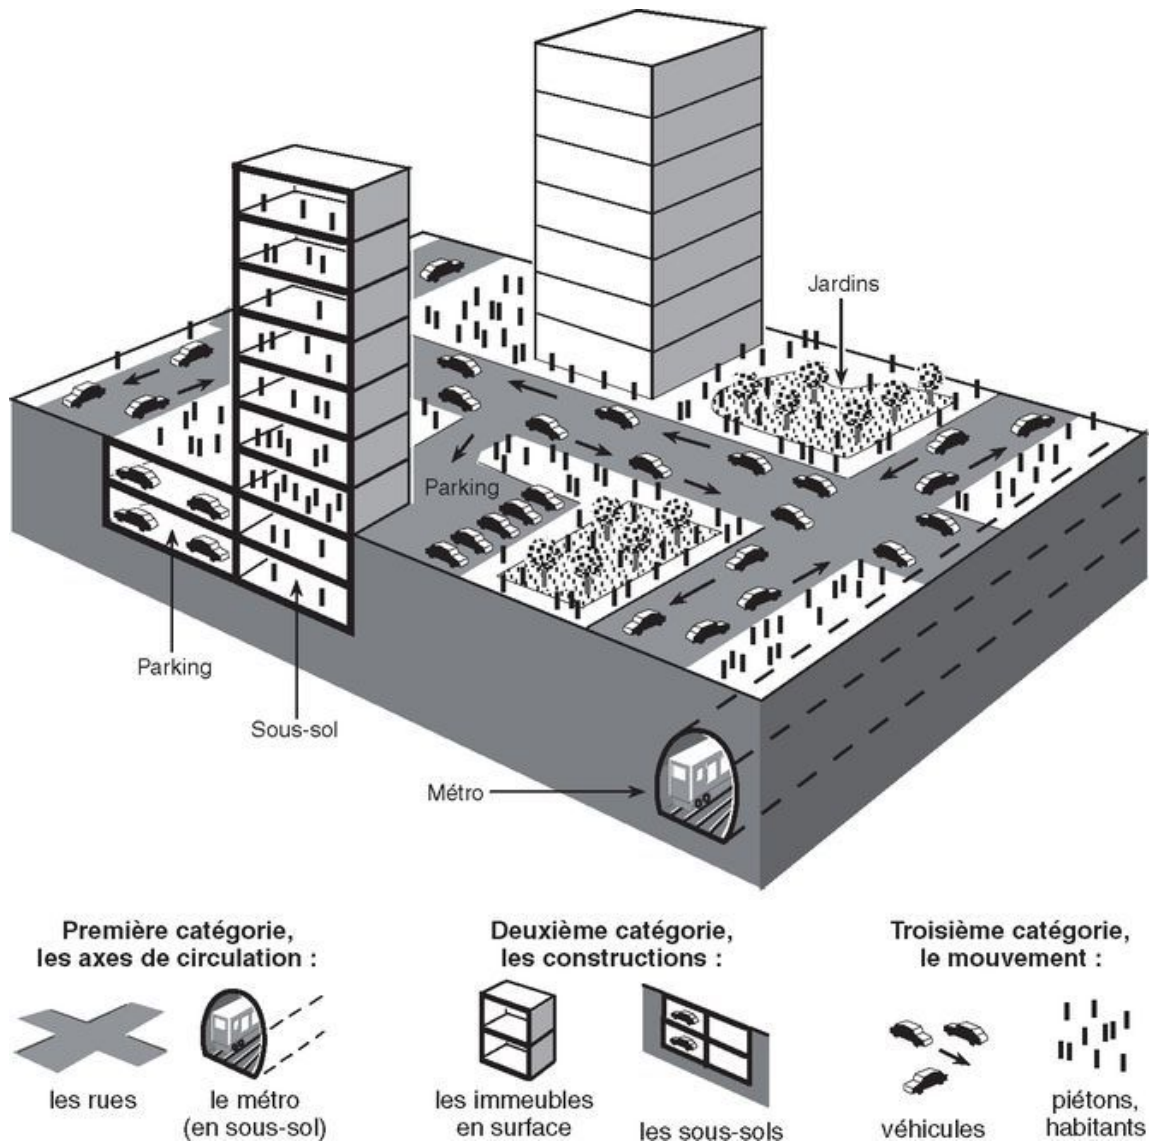 Jardins
Parking
Parking
Sous-sol
Métro
Première catégorie,
les axes de circulation :
les rues
le métro
(en sous-sol)
Deuxième catégorie,
les constructions :
les immeubles
en surface
les sous-sols
Troisième catégorie,
le mouvement :
véhicules
piétons,
habitants